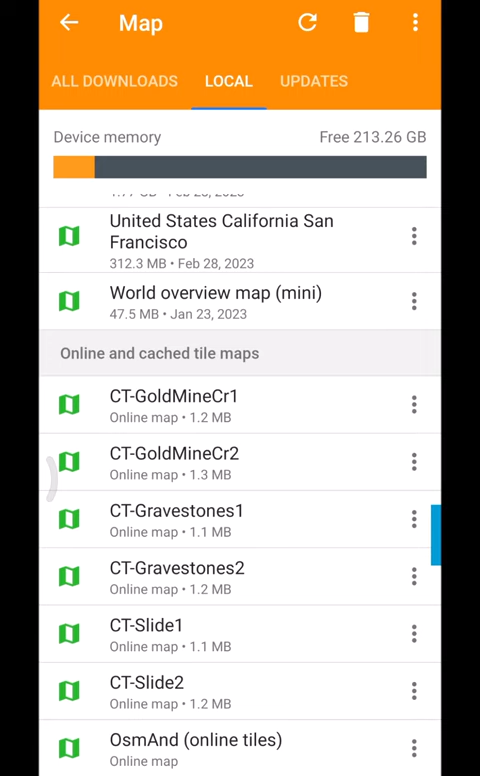 Map
ALL DOWNLOADS
LOCAL
UPDATES
Device memory
Free 213.26 GB
United States California San
Francisco
312.3 MB • Feb 28, 2023
World overview map (mini)
47.5 MB • Jan 23, 2023
Online and cached tile maps
CT-GoldMineCr1
Online map • 1.2 MB
CT-GoldMineCr2
Online map • 1.3 MB
CT-Gravestones1
Online map • 1.1 MB
CT-Gravestones2
Online map • 1.2 MB
CT-Slide1
Online map • 1.1 MB
CT-Slide2
Online map • 1.2 MB
OsmAnd (online tiles)
Online map